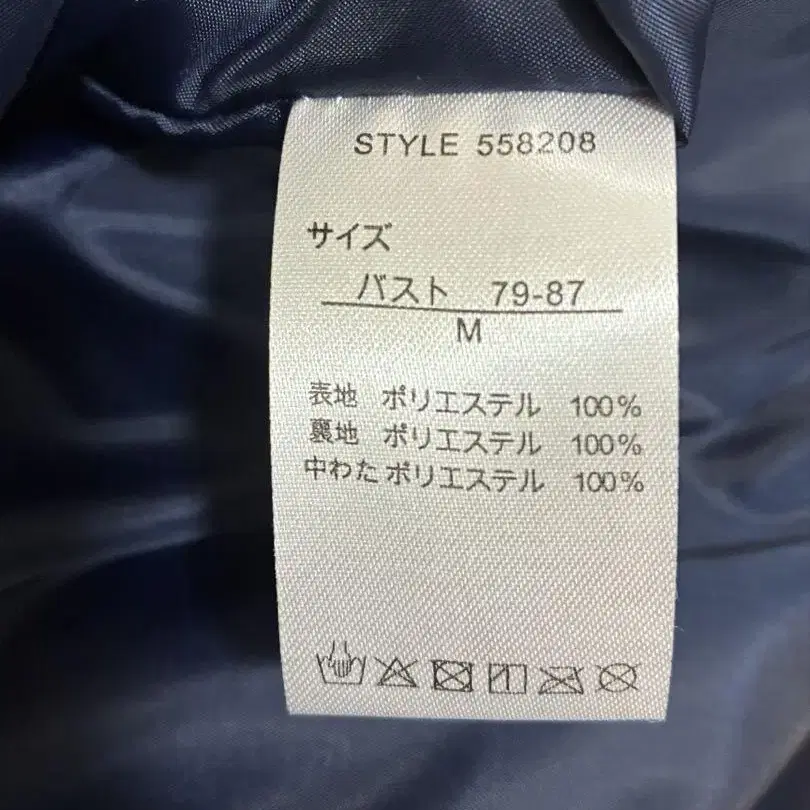 STYLE 558208
サイズ
バスト 79-87
M
表地 ポリエステル 100%
裏地 ポリエステル 100%
中わた ポリエステル 100%